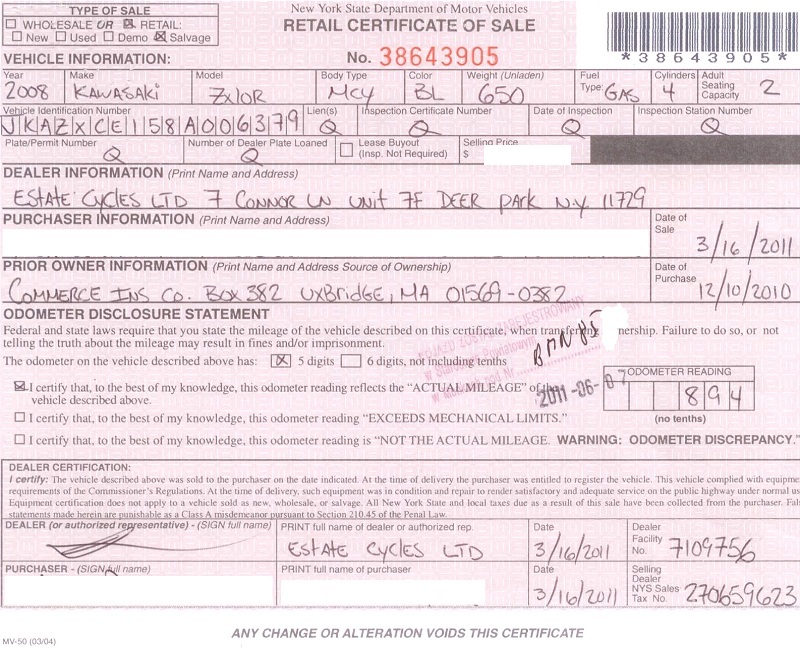 TYPE OF SALE
☐ WHOLESALE OR ☒ RETAIL:
☐ New ☐ Used ☐ Demo ☒ Salvage
New York State Department of Motor Vehicles
RETAIL CERTIFICATE OF SALE
VEHICLE INFORMATION:
No. 38643905
*38643905*
Year Make Model Body Type Color Weight (Unladen) Fuel Type: Cylinders Adult Seating Capacity
2008 KAWASAKI ZX10R MCY BL 650 GAS 4 2
Vehicle Identification Number Lien(s) Inspection Certificate Number Date of Inspection Inspection Station Number
JKAZXCE158A006379 0 0 0 0
Plate/Permit Number Number of Dealer Plate Loaned ☐ Lease Buyout (Insp. Not Required) Selling Price $
0 0
DEALER INFORMATION (Print Name and Address)
ESTATE CYCLES LTD 7 CONNOR LN UNIT 7F DEER PARK N.Y. 11729
PURCHASER INFORMATION (Print Name and Address)
Date of Sale
3/16/2011
PRIOR OWNER INFORMATION (Print Name and Address Source of Ownership)
Date of Purchase
COMMERCE INS CO. BOX 382 UXBRIDGE, MA 01569-0382
12/10/2010
ODOMETER DISCLOSURE STATEMENT
Federal and state laws require that you state the mileage of the vehicle described on this certificate, when nership. Failure to do so, or not
telling the truth about the mileage may result in fines and/or imprisonment.
The odometer on the vehicle described above has: ☒ 5 digits ☐ 6 digits, not including tenths
☒ I certify that, to the best of my knowledge, this odometer reading reflects the "ACTUAL MILEAGE" of the
vehicle described above.
2011-06-07
ODOMETER READING
894
(no tenths)
☐ I certify that, to the best of my knowledge, this odometer reading "EXCEEDS MECHANICAL LIMITS."
☐ I certify that, to the best of my knowledge, this odometer reading is "NOT THE ACTUAL MILEAGE. WARNING: ODOMETER DISCREPANCY."
DEALER CERTIFICATION:
I certify: The vehicle described above was sold to the purchaser on the date indicated. At time of delivery the purchaser was entitled to register the vehicle. This vehicle complied with equipme
requirements of the Commissioner's Regulations. At the time of delivery, such equipment was in condition and repair to render satisfactory and adequate service on the public highway under normal us
Equipment certification does not apply to a vehicle sold as new, wholesale, or salvage. All New York State and local taxes due as a result of this sale have been collected from the purchaser. Fal
statements made herein are punishable as a Class A misdemeanor pursuant to Section 210.45 of the Penal Law.
DEALER (or authorized representative) - (SIGN full name) PRINT full name of dealer or authorized rep. Date Dealer Facility No.
ESTATE CYCLES LTD 3/16/2011 7109756
PURCHASER - (SIGN full name) PRINT full name of purchaser Date Selling Dealer NYS Sales Tax No.
3/16/2011 270659623
ANY CHANGE OR ALTERATION VOIDS THIS CERTIFICATE
MV-50 (03/04)